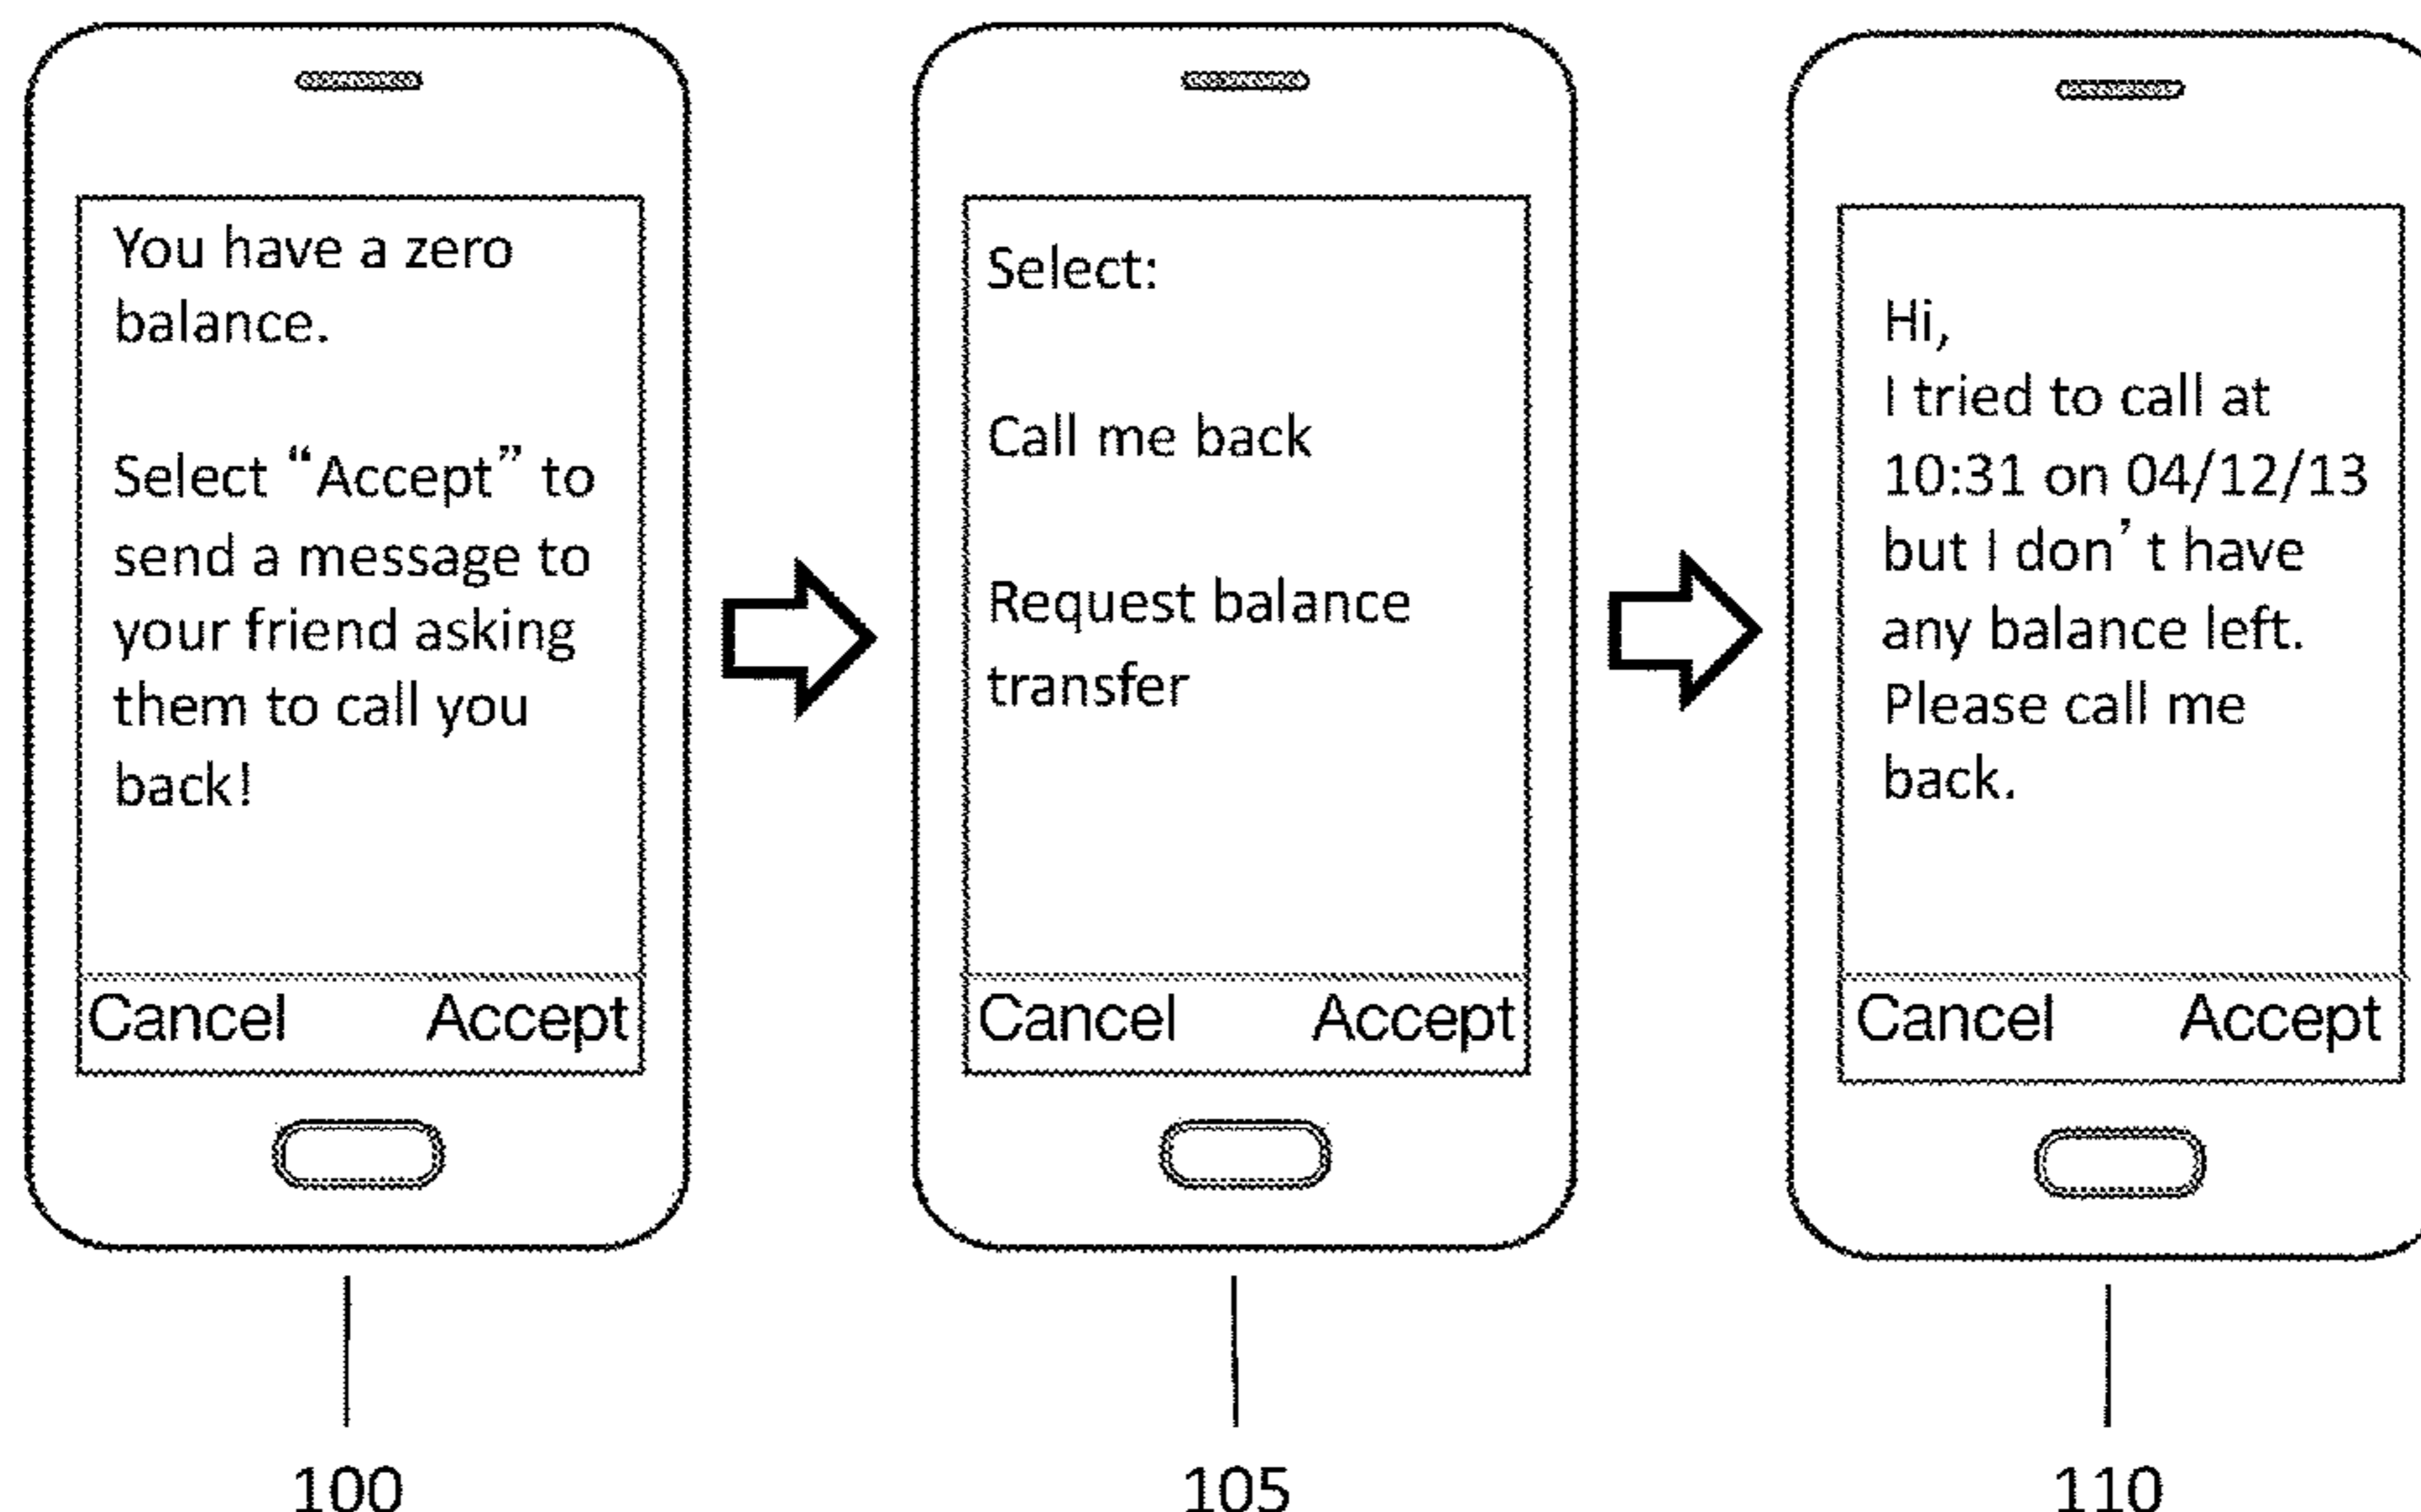 You have a zero
balance.
Select “Accept” to
send a message to
your friend asking
them to call you
back!
Cancel Accept
100
Select:
Call me back
Request balance
transfer
Cancel Accept
105
Hi,
I tried to call at
10:31 on 04/12/13
but I don’t have
any balance left.
Please call me
back.
Cancel Accept
110